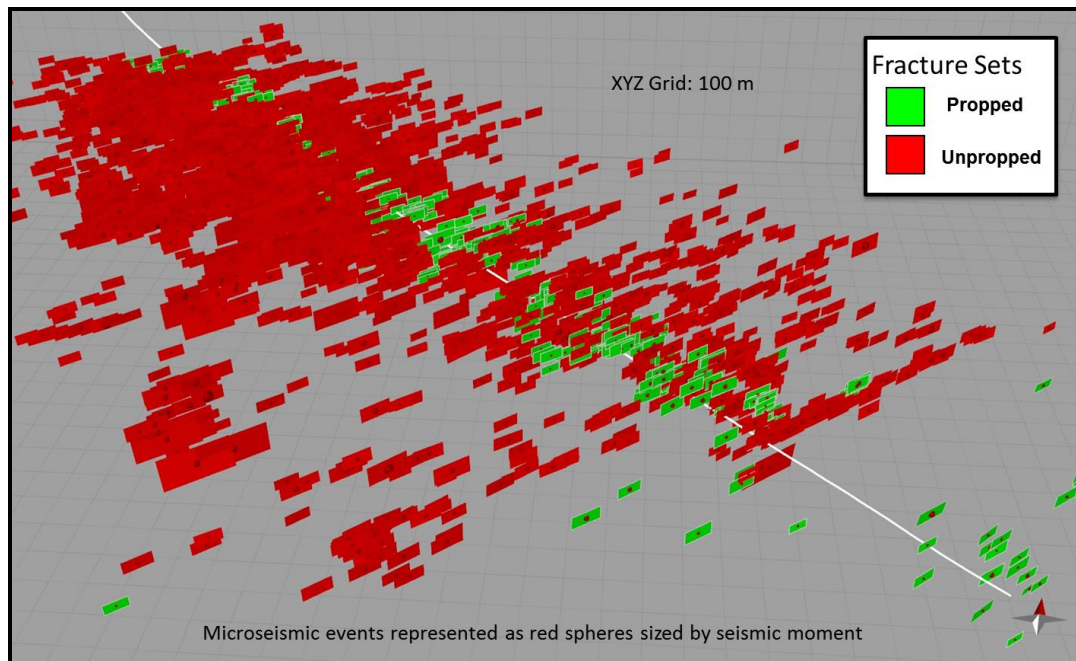 XYZ Grid: 100 m
Fracture Sets
Propped
Unpropped
Microseismic events represented as red spheres sized by seismic moment